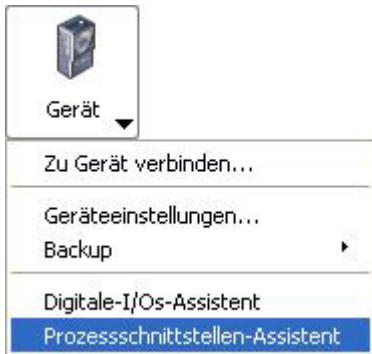 Gerät
Zu Gerät verbinden...
Geräteeinstellungen...
Backup
Digitale-I/Os-Assistent
Prozessschnittstellen-Assistent